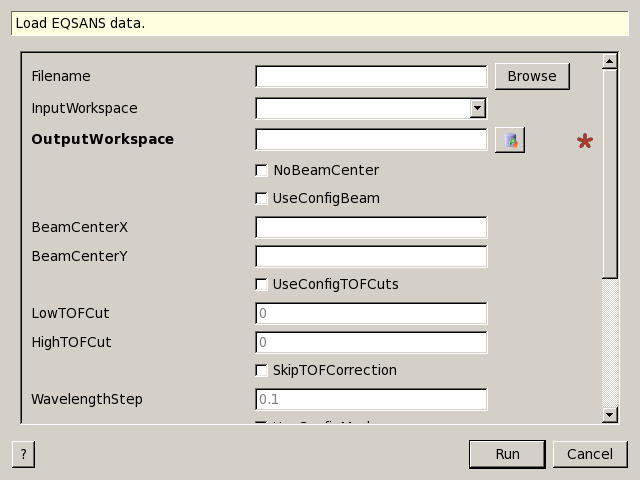 Load EQSANS data.
Filename Browse
InputWorkspace
OutputWorkspace *
NoBeamCenter
UseConfigBeam
BeamCenterX
BeamCenterY
UseConfigTOFCuts
LowTOFCut 0
HighTOFCut 0
SkipTOFCorrection
WavelengthStep 0.1
? Run Cancel